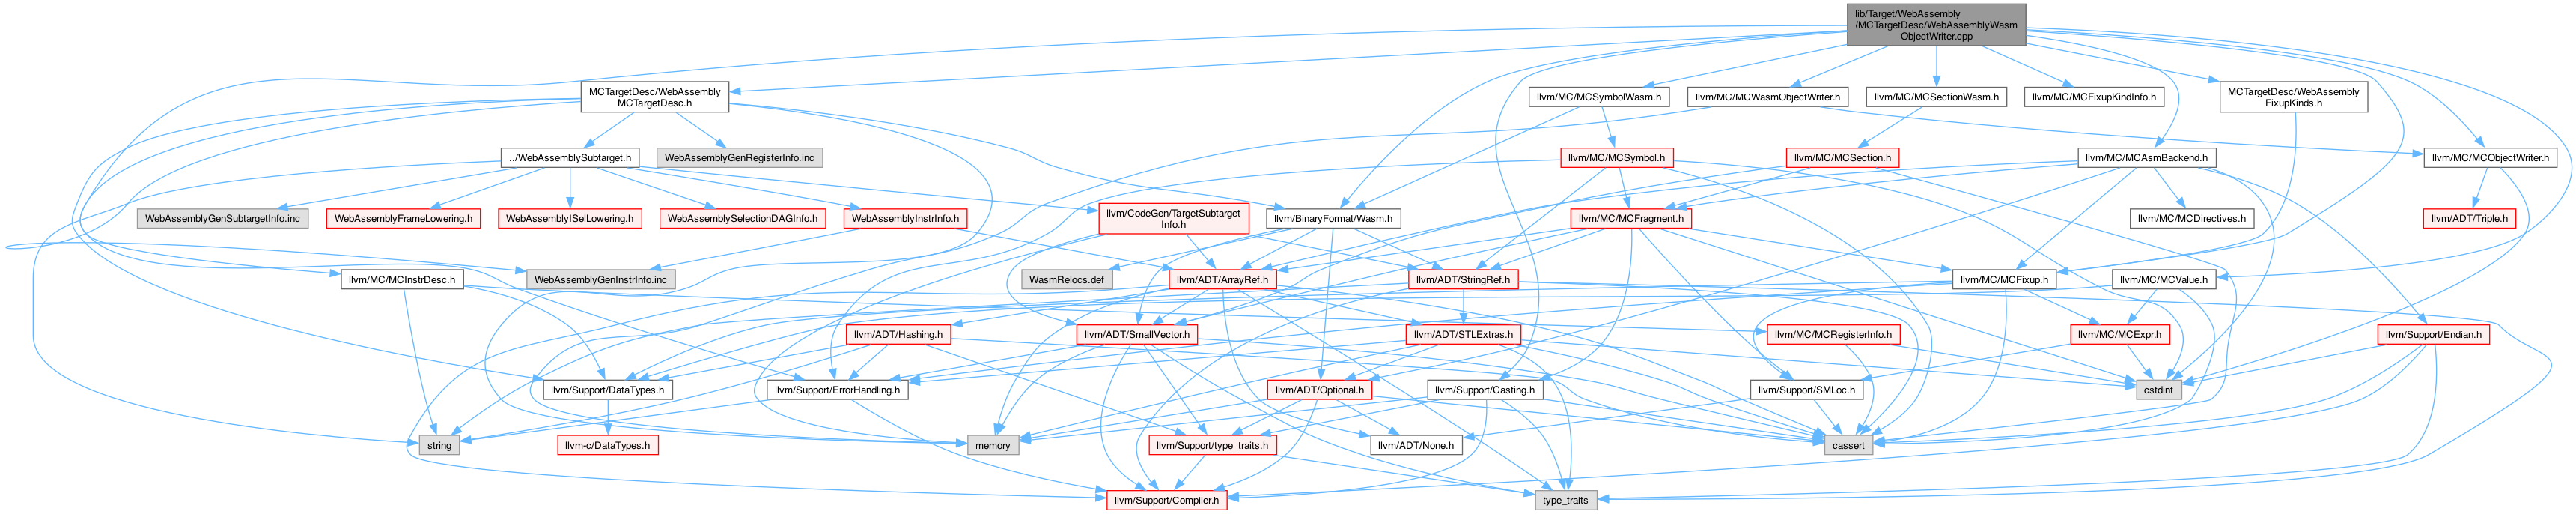 lib/Target/WebAssembly
/MCTargetDesc/WebAssemblyWasm
ObjectWriter.cpp
MCTargetDesc/WebAssembly
MCTargetDesc.h
llvm/MC/MCSymbolWasm.h
llvm/MC/MCWasmObjectWriter.h
llvm/MC/MCSectionWasm.h
llvm/MC/MCFixupKindInfo.h
MCTargetDesc/WebAssembly
FixupKinds.h
../WebAssemblySubtarget.h
WebAssemblyGenRegisterInfo.inc
llvm/MC/MCSymbol.h
llvm/MC/MCSection.h
llvm/MC/MCAsmBackend.h
llvm/MC/MCObjectWriter.h
WebAssemblyGenSubtargetInfo.inc
WebAssemblyFrameLowering.h
WebAssemblyISelLowering.h
WebAssemblySelectionDAGInfo.h
WebAssemblyInstrInfo.h
llvm/CodeGen/TargetSubtarget
Info.h
llvm/BinaryFormat/Wasm.h
llvm/MC/MCFragment.h
llvm/MC/MCDirectives.h
llvm/ADT/Triple.h
llvm/MC/MCInstrDesc.h
WebAssemblyGenInstrInfo.inc
WasmRelocs.def
llvm/ADT/ArrayRef.h
llvm/ADT/StringRef.h
llvm/MC/MCFixup.h
llvm/MC/MCValue.h
llvm/ADT/Hashing.h
llvm/ADT/SmallVector.h
llvm/ADT/STLExtras.h
llvm/MC/MCRegisterInfo.h
llvm/MC/MCExpr.h
llvm/Support/Endian.h
llvm/Support/DataTypes.h
llvm/Support/ErrorHandling.h
llvm/ADT/Optional.h
llvm/Support/Casting.h
llvm/Support/SMLoc.h
cstdint
string
llvm-c/DataTypes.h
memory
llvm/Support/type_traits.h
llvm/ADT/None.h
cassert
llvm/Support/Compiler.h
type_traits